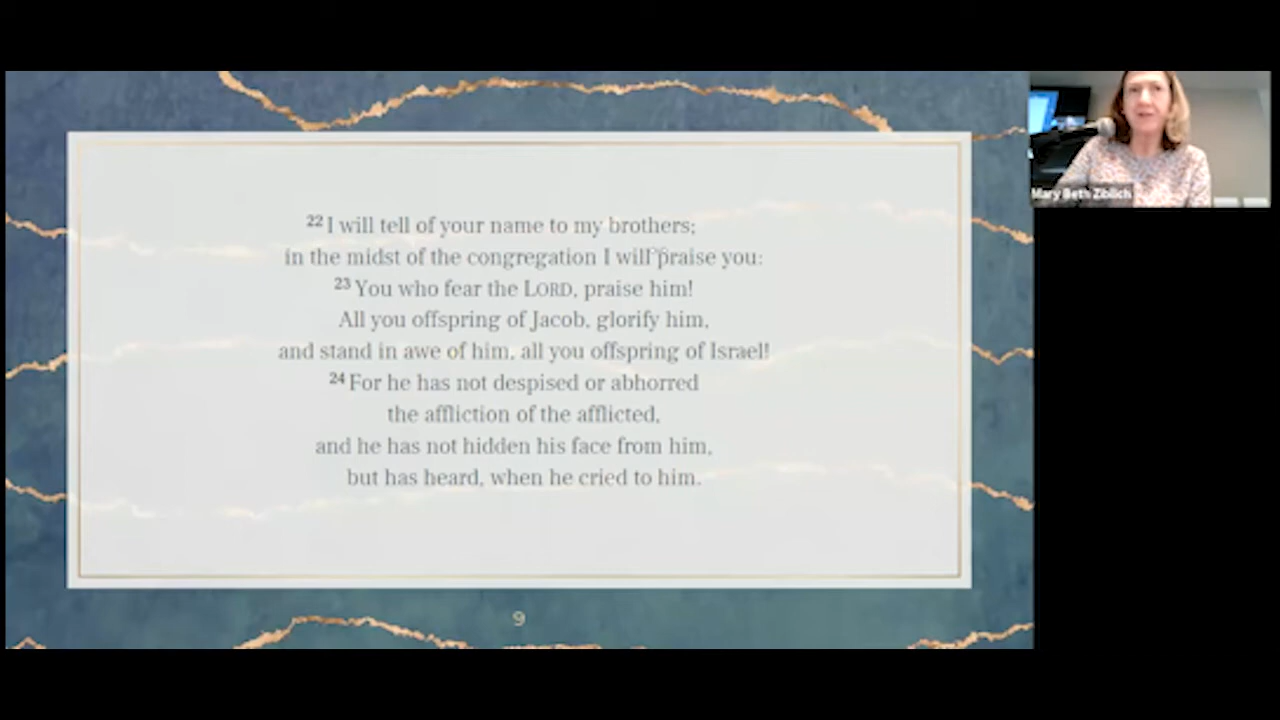 22 I will tell of your name to my brothers;
in the midst of the congregation I will praise you:
23 You who fear the LORD, praise him!
All you offspring of Jacob, glorify him,
and stand in awe of him, all you offspring of Israel!
24 For he has not despised or abhorred
the affliction of the afflicted,
and he has not hidden his face from him,
but has heard, when he cried to him.
9
Mary Beth Zibilich